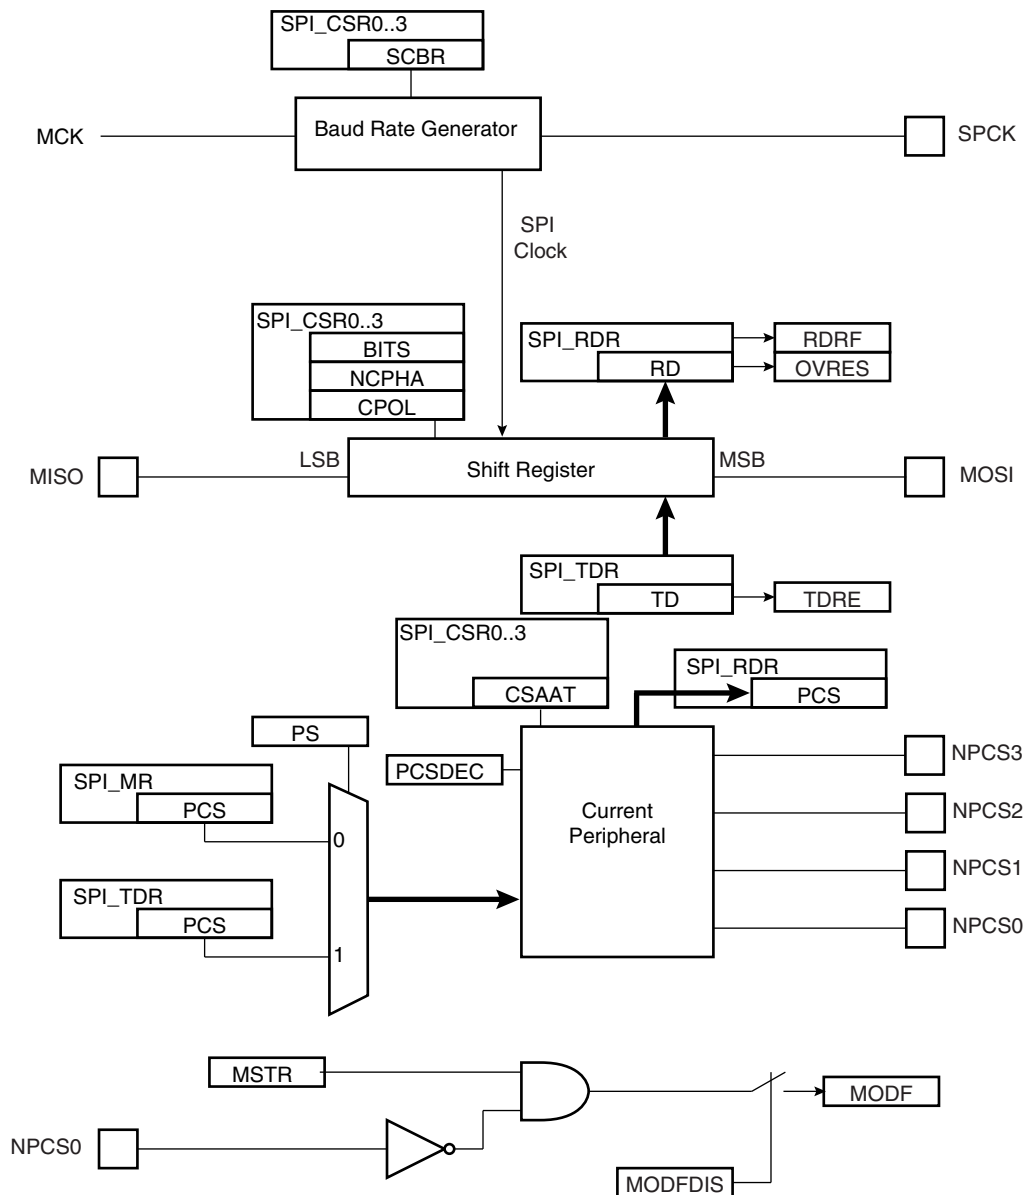 SPI_CSR0..3
SCBR
MCK
Baud Rate Generator
SPCK
SPI
Clock
SPI_CSR0..3
BITS
NCPHA
CPOL
SPI_RDR
RD
RDRF
OVRES
MISO
LSB
Shift Register
MSB
MOSI
SPI_TDR
TD
TDRE
SPI_CSR0..3
CSAAT
SPI_RDR
PCS
PS
PCSDEC
NPCS3
SPI_MR
PCS
0
Current
Peripheral
NPCS2
NPCS1
SPI_TDR
PCS
1
NPCS0
MSTR
MODF
NPCS0
MODFDIS